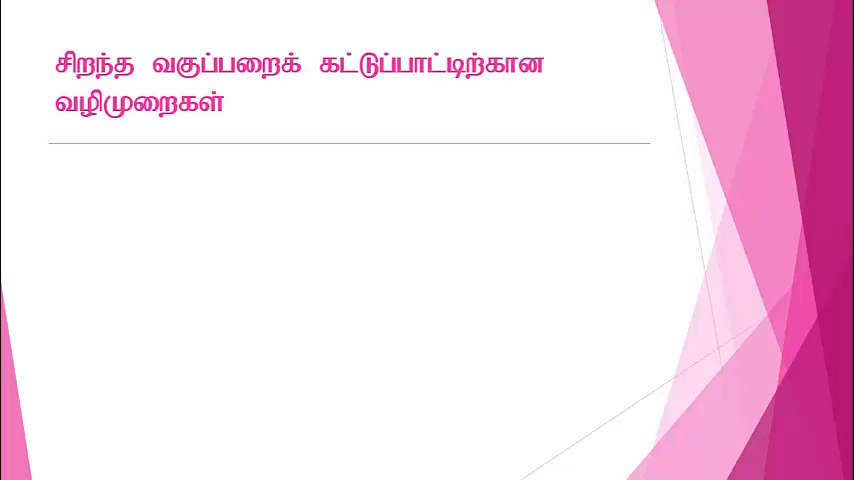 சிறந்த வகுப்பறைக் கட்டுப்பாட்டிற்கான
வழிமுறைகள்